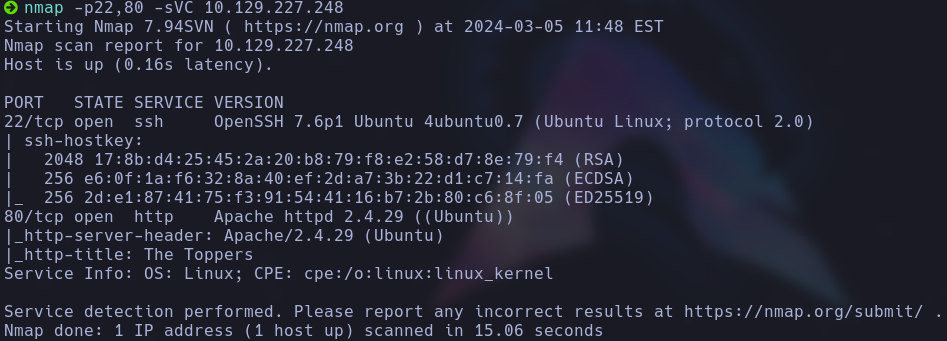 nmap -p22,80 -sVC 10.129.227.248
Starting Nmap 7.94SVN ( https://nmap.org ) at 2024-03-05 11:48 EST
Nmap scan report for 10.129.227.248
Host is up (0.16s latency).
PORT   STATE SERVICE VERSION
22/tcp open  ssh     OpenSSH 7.6p1 Ubuntu 4ubuntu0.7 (Ubuntu Linux; protocol 2.0)
| ssh-hostkey:
|   2048 17:8b:d4:25:45:2a:20:b8:79:f8:e2:58:d7:8e:79:f4 (RSA)
|   256 e6:0f:1a:f6:32:8a:40:ef:2d:a7:3b:22:d1:c7:14:fa (ECDSA)
|_  256 2d:e1:87:41:75:f3:91:54:41:16:b7:2b:80:c6:8f:05 (ED25519)
80/tcp open  http    Apache httpd 2.4.29 ((Ubuntu))
|_http-server-header: Apache/2.4.29 (Ubuntu)
|_http-title: The Toppers
Service Info: OS: Linux; CPE: cpe:/o:linux:linux_kernel
Service detection performed. Please report any incorrect results at https://nmap.org/submit/ .
Nmap done: 1 IP address (1 host up) scanned in 15.06 seconds